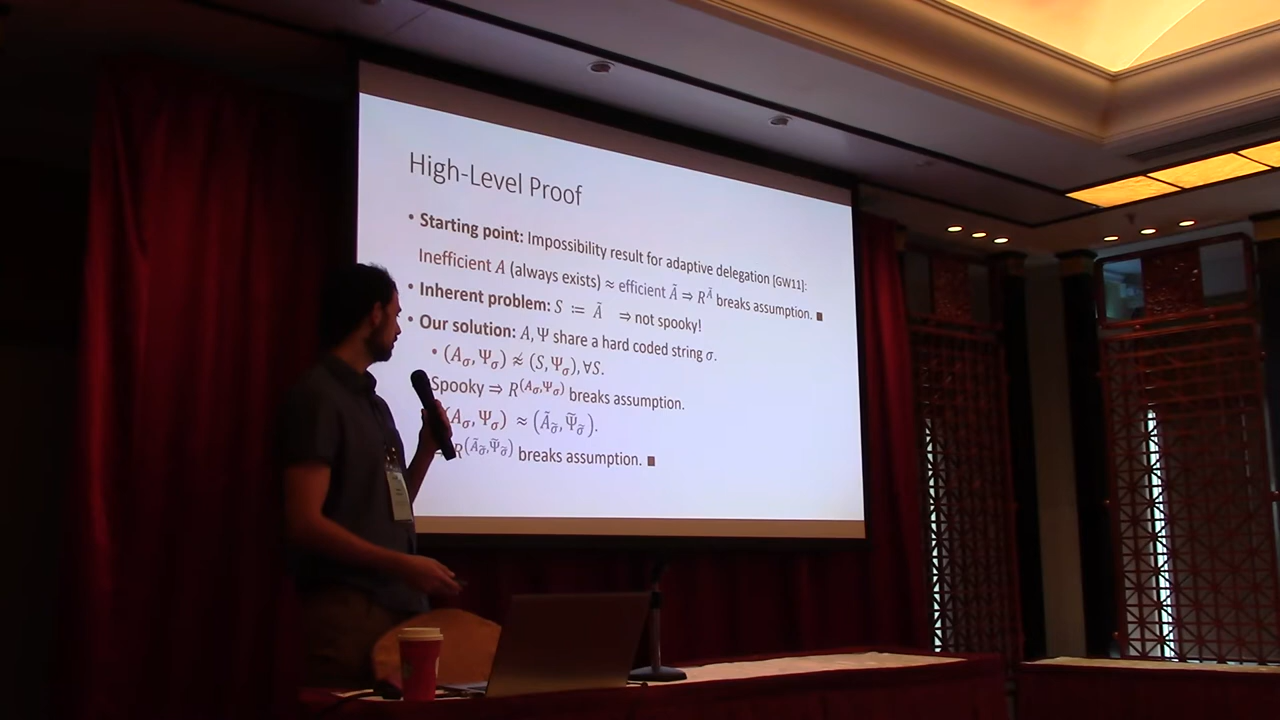 High-Level Proof
• Starting point: Impossibility result for adaptive delegation [GW11]:
Inefficient A (always exists) ≈ efficient Ã ⇒ R^Ã breaks assumption. ■
• Inherent problem: S ≔ Ã ⇒ not spooky!
• Our solution: A, Ψ share a hard coded string σ.
• (A_σ, Ψ_σ) ≉ (S, Ψ_σ), ∀S.
Spooky ⇒ R^(A_σ,Ψ_σ) breaks assumption.
(A_σ, Ψ_σ) ≈ (Ã_σ̃, Ψ̃_σ̃).
R^(Ã_σ̃,Ψ̃_σ̃) breaks assumption. ■